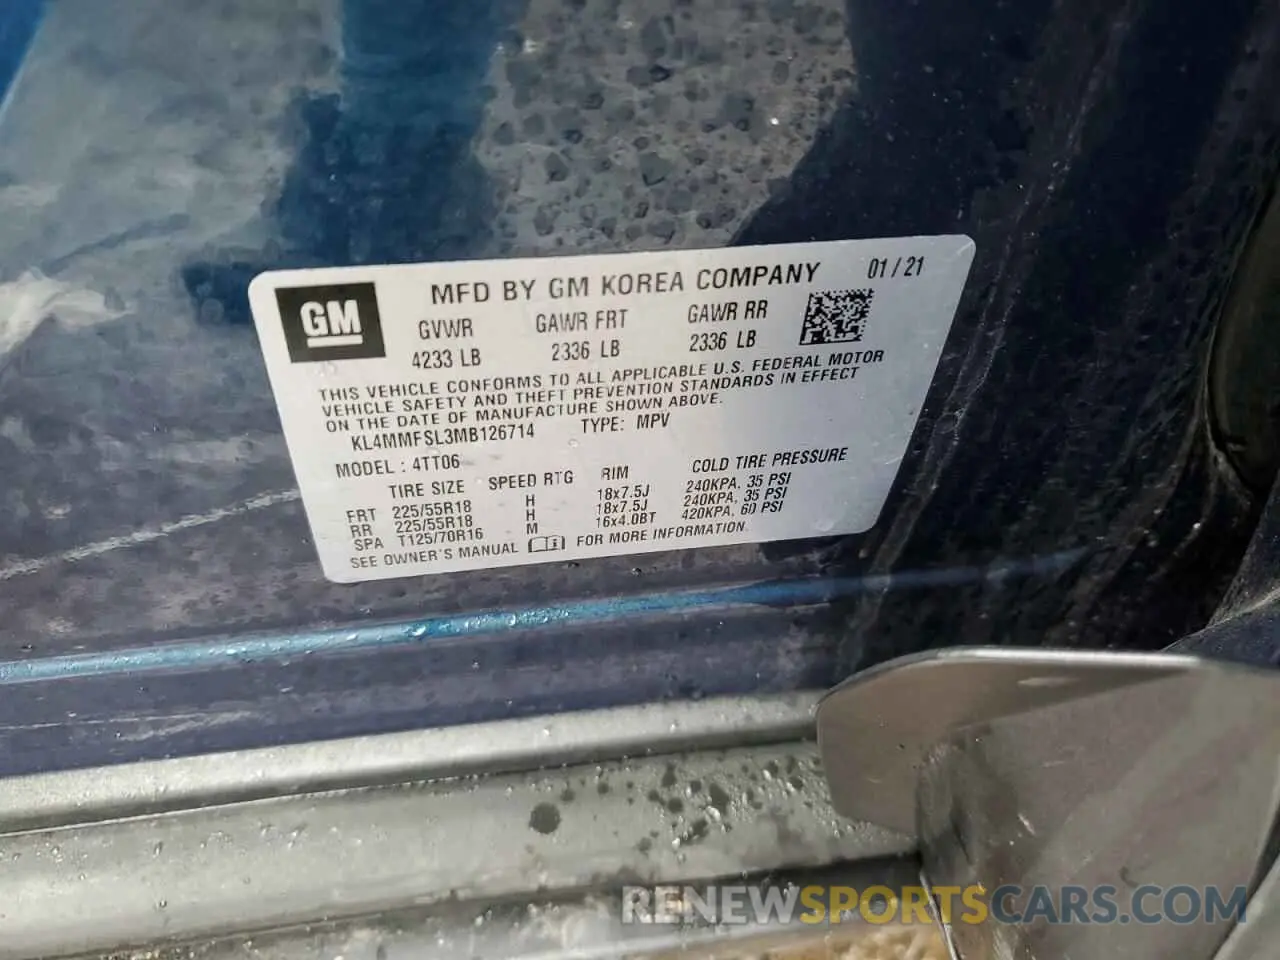 GM
MFD BY GM KOREA COMPANY 01/21
GVWR GAWR FRT GAWR RR
4233 LB 2336 LB 2336 LB
THIS VEHICLE CONFORMS TO ALL APPLICABLE U.S. FEDERAL MOTOR
VEHICLE SAFETY AND THEFT PREVENTION STANDARDS IN EFFECT
ON THE DATE OF MANUFACTURE SHOWN ABOVE.
KL4MMFSL3MB126714 TYPE: MPV
MODEL : 4TT06
TIRE SIZE SPEED RTG RIM COLD TIRE PRESSURE
FRT 225/55R18 H 18x7.5J 240KPA, 35 PSI
RR 225/55R18 H 18x7.5J 240KPA, 35 PSI
SPA T125/70R16 M 16x4.0BT 420KPA, 60 PSI
SEE OWNER'S MANUAL FOR MORE INFORMATION.
RENEWSPORTSCARS.COM